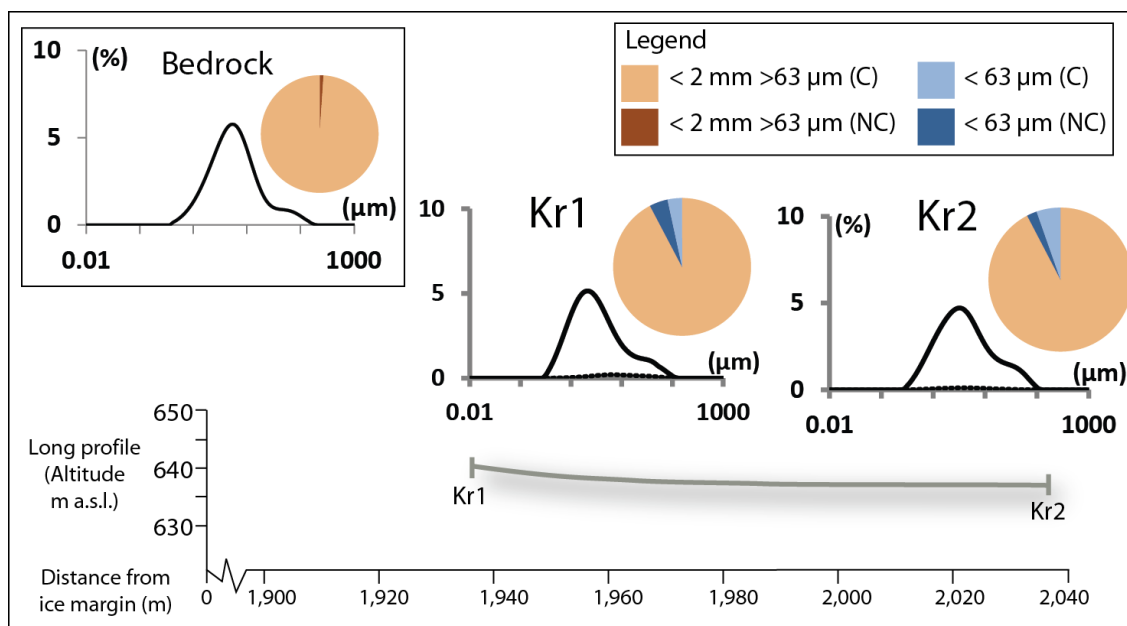 10 (%)
Bedrock
5
0
(µm)
0.01
1000
Legend
< 2 mm >63 µm (C)
< 63 µm (C)
< 2 mm >63 µm (NC)
< 63 µm (NC)
10
Kr1
5
0
(µm)
0.01
1000
10
(%)
Kr2
5
0
(µm)
0.01
1000
650
640
630
Long profile
(Altitude
m a.s.l.)
Kr1
Kr2
Distance from
ice margin (m)
0
1,900
1,920
1,940
1,960
1,980
2,000
2,020
2,040